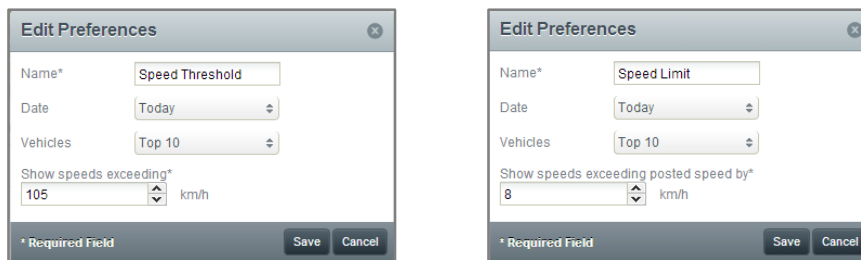 Edit Preferences
Name* Speed Threshold
Date Today
Vehicles Top 10
Show speeds exceeding*
105 km/h
* Required Field Save Cancel
Edit Preferences
Name* Speed Limit
Date Today
Vehicles Top 10
Show speeds exceeding posted speed by*
8 km/h
* Required Field Save Cancel